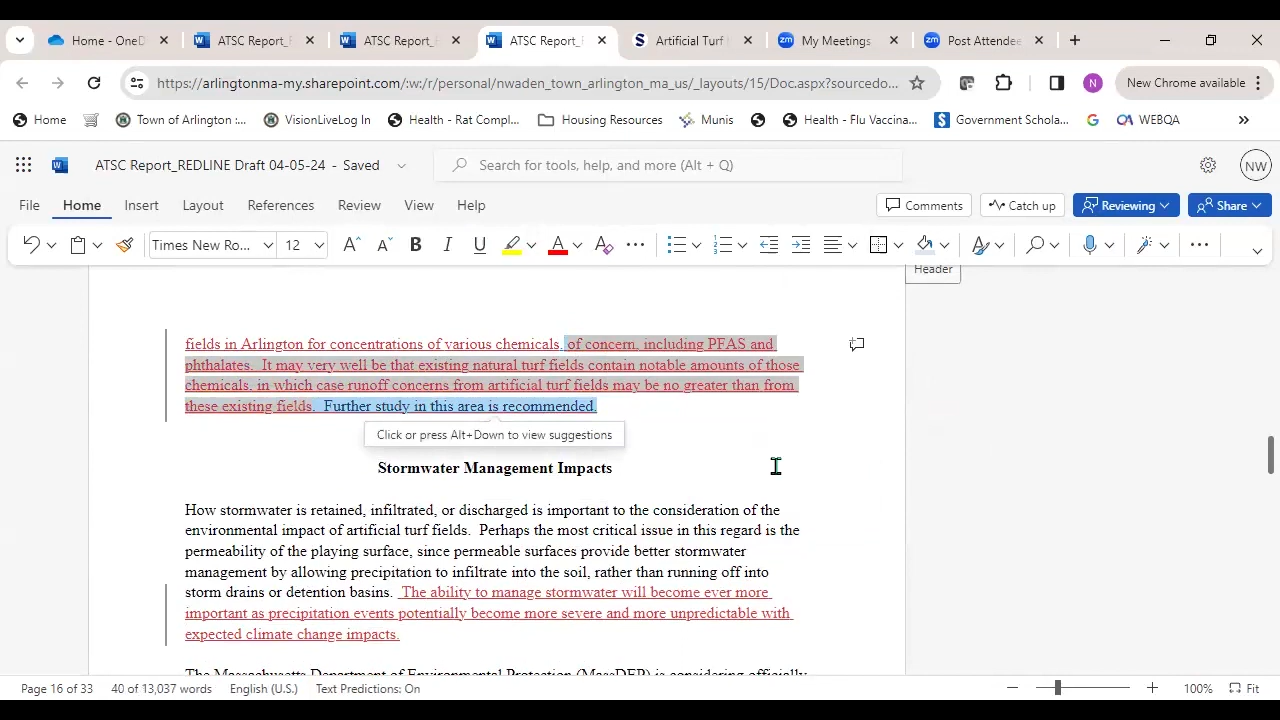 Home - OneD
ATSC Report_
ATSC Report_
ATSC Report_
Artificial Turf
My Meetings
Post Attende
https://arlingtonma-my.sharepoint.com/:w:/r/personal/nwaden_town_arlington_ma_us/_layouts/15/Doc.aspx?sourcedo...
N
New Chrome available
Home
Town of Arlington :...
VisionLiveLog In
Health - Rat Compl...
Housing Resources
Munis
Health - Flu Vaccina...
Government Schola...
WEBQA
ATSC Report_REDLINE Draft 04-05-24 - Saved
Search for tools, help, and more (Alt + Q)
NW
File
Home
Insert
Layout
References
Review
View
Help
Comments
Catch up
Reviewing
Share
Times New Ro...
12
Header
fields in Arlington for concentrations of various chemicals. of concern, including PFAS and
phthalates. It may very well be that existing natural turf fields contain notable amounts of those
chemicals, in which case runoff concerns from artificial turf fields may be no greater than from
these existing fields. Further study in this area is recommended.
Click or press Alt+Down to view suggestions
Stormwater Management Impacts
How stormwater is retained, infiltrated, or discharged is important to the consideration of the
environmental impact of artificial turf fields. Perhaps the most critical issue in this regard is the
permeability of the playing surface, since permeable surfaces provide better stormwater
management by allowing precipitation to infiltrate into the soil, rather than running off into
storm drains or detention basins. The ability to manage stormwater will become ever more
important as precipitation events potentially become more severe and more unpredictable with
expected climate change impacts.
The Massachusetts Department of Environmental Protection (MassDEP) is considering officially
Page 16 of 33
40 of 13,037 words
English (U.S.)
Text Predictions: On
100%
Fit